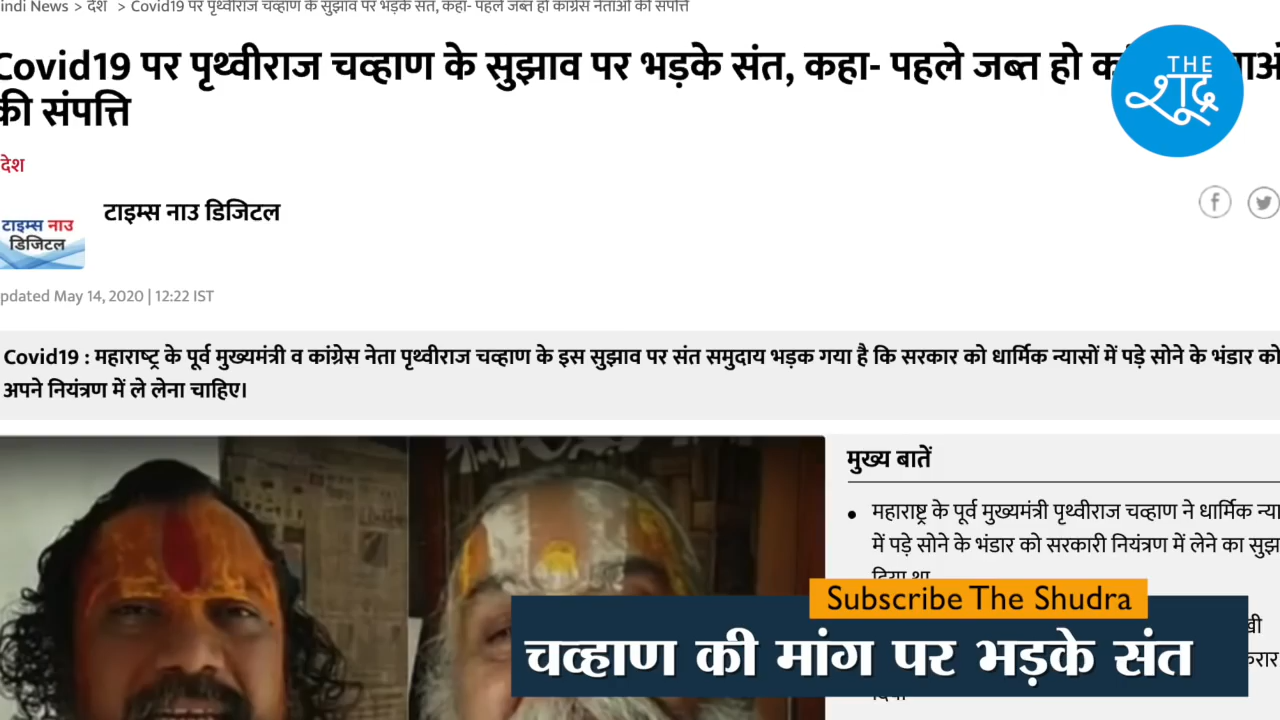 indi News > देश > Covid19 पर पृथ्वीराज चव्हाण के सुझाव पर भड़के संत, कहा- पहले जब्त हो कांग्रेस नेताओं की संपत्ति
Covid19 पर पृथ्वीराज चव्हाण के सुझाव पर भड़के संत, कहा- पहले जब्त हो
की संपत्ति
THE
शूद्र
देश
टाइम्स नाउ डिजिटल
टाइम्स नाउ
डिजिटल
pdated May 14, 2020 | 12:22 IST
Covid19 : महाराष्ट्र के पूर्व मुख्यमंत्री व कांग्रेस नेता पृथ्वीराज चव्हाण के इस सुझाव पर संत समुदाय भड़क गया है कि सरकार को धार्मिक न्यासों में पड़े सोने के भंडार को
अपने नियंत्रण में ले लेना चाहिए।
मुख्य बातें
महाराष्ट्र के पूर्व मुख्यमंत्री पृथ्वीराज चव्हाण ने धार्मिक न्या
में पड़े सोने के भंडार को सरकारी नियंत्रण में लेने का सुझ
दिया था
Subscribe The Shudra
चव्हाण की मांग पर भड़के संत